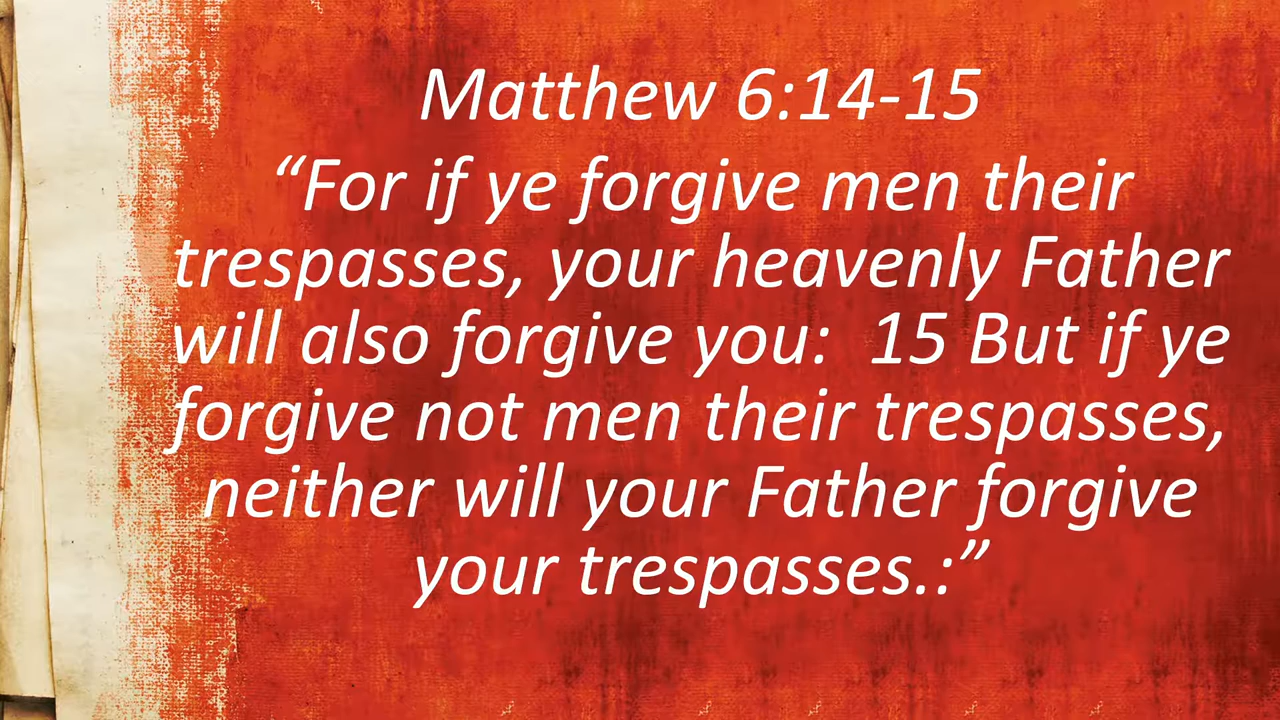 Matthew 6:14-15
“For if ye forgive men their
trespasses, your heavenly Father
will also forgive you:  15 But if ye
forgive not men their trespasses,
neither will your Father forgive
your trespasses.:”